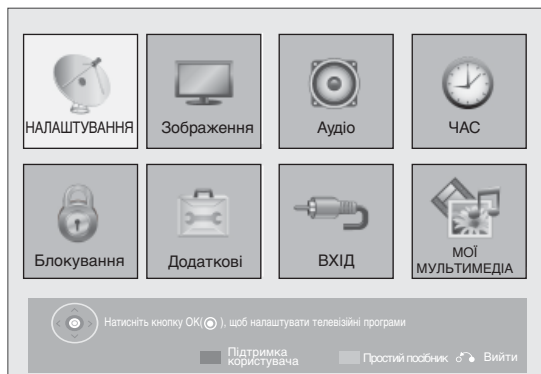 НАЛАШТУВАННЯ
Зображення
Аудіо
ЧАС
Блокування
Додаткові
ВХІД
МОЇ
МУЛЬТИМЕДІА
Натисніть кнопку OK( ), щоб налаштувати телевізійні програми
Підтримка
користувача
Простий посібник
Вийти